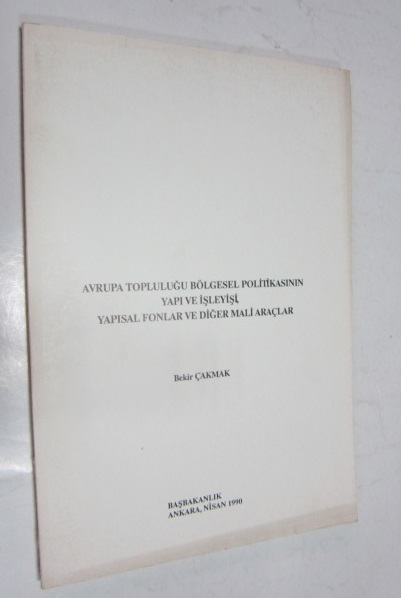 AVRUPA TOPLULUĞU BÖLGESEL POLİTİKASININ
YAPI VE İŞLEYİŞİ,
YAPISAL FONLAR VE DİĞER MALİ ARAÇLAR
Bekir ÇAKMAK
BAŞBAKANLIK
ANKARA, NİSAN 1990